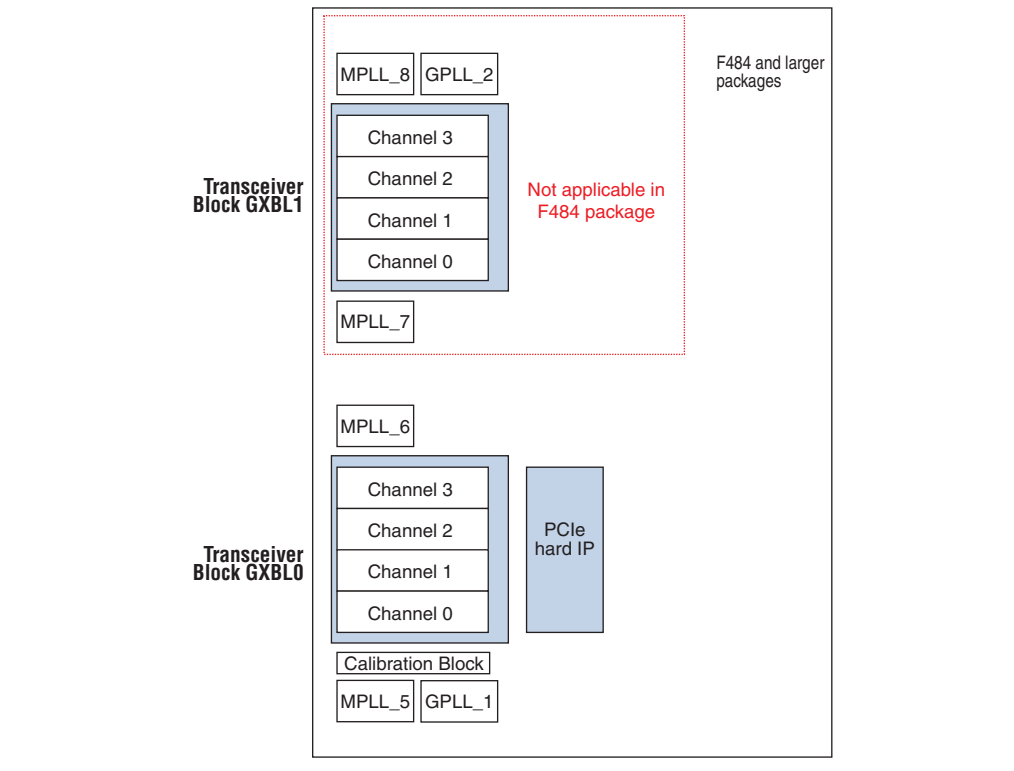 F484 and larger
packages
MPLL_8
GPLL_2
Channel 3
Channel 2
Channel 1
Channel 0
Transceiver
Block GXBL1
Not applicable in
F484 package
MPLL_7
MPLL_6
Channel 3
Channel 2
Channel 1
Channel 0
Transceiver
Block GXBL0
PCIe
hard IP
Calibration Block
MPLL_5
GPLL_1